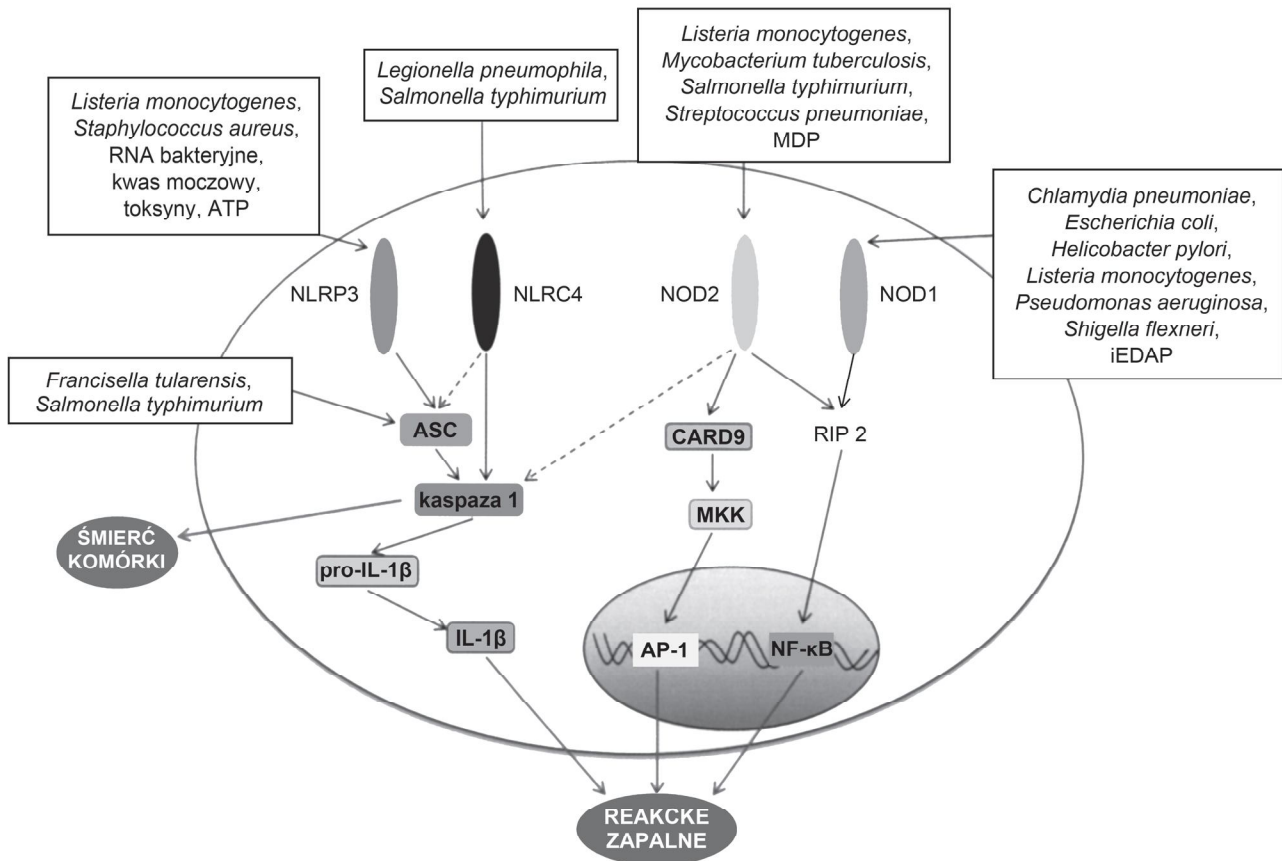 Listeria monocytogenes,
Mycobacterium tuberculosis,
Salmonella typhimurium,
Streptococcus pneumoniae,
MDP
Legionella pneumophila,
Salmonella typhimurium
Listeria monocytogenes,
Staphylococcus aureus,
RNA bakteryjne,
kwas moczowy,
toksyny, ATP
Chlamydia pneumoniae,
Escherichia coli,
Helicobacter pylori,
Listeria monocytogenes,
Pseudomonas aeruginosa,
Shigella flexneri,
iEDAP
NLRP3
NLRC4
NOD2
NOD1
Francisella tularensis,
Salmonella typhimurium
ASC
CARD9
RIP 2
kaspaza 1
MKK
ŚMIERĆ
KOMÓRKI
pro-IL-1β
IL-1β
AP-1
NF-κB
REAKCKE
ZAPALNE